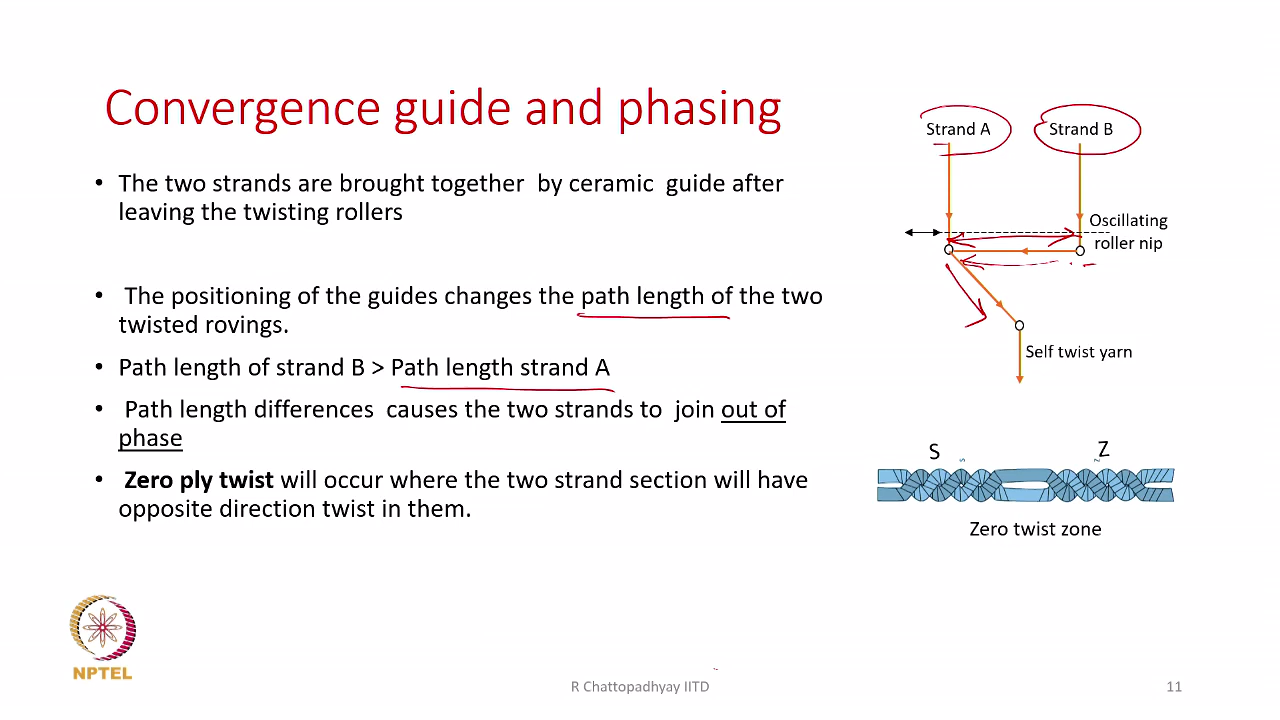 Convergence guide and phasing
• The two strands are brought together by ceramic guide after
leaving the twisting rollers
• The positioning of the guides changes the path length of the two
twisted rovings.
• Path length of strand B > Path length strand A
• Path length differences causes the two strands to join out of
phase
• Zero ply twist will occur where the two strand section will have
opposite direction twist in them.
Strand A
Strand B
Oscillating
roller nip
Self twist yarn
S
Z
Zero twist zone
NPTEL
R Chattopadhyay IITD
11